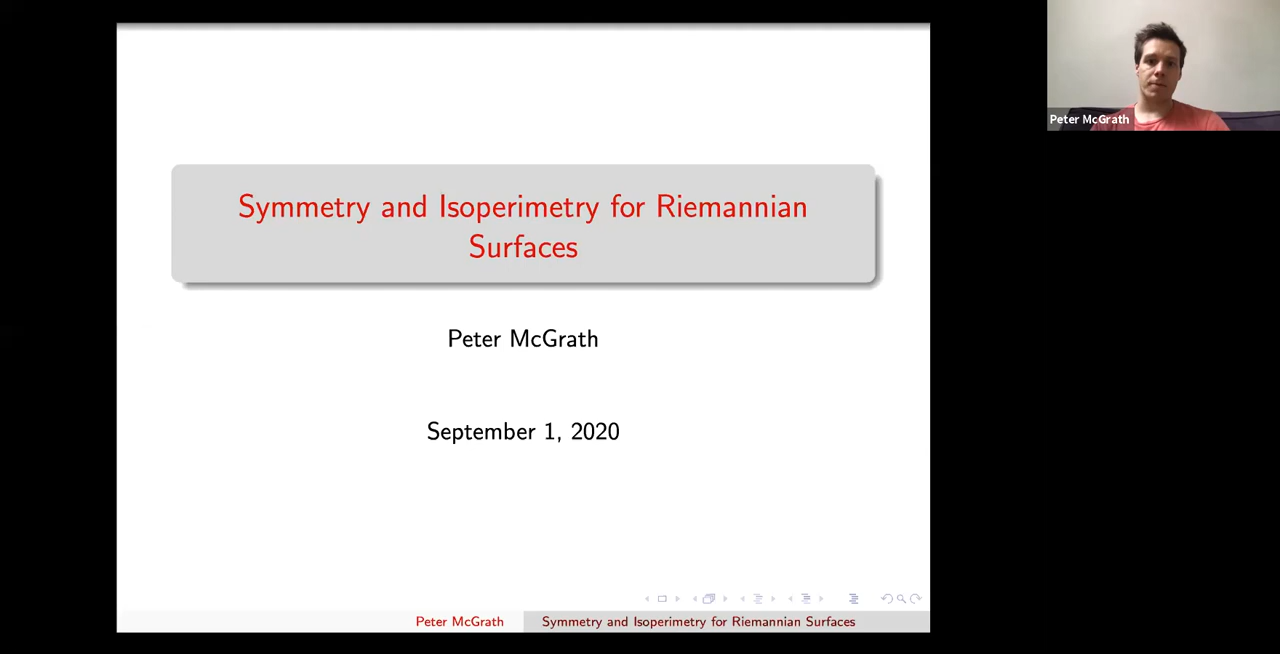 Symmetry and Isoperimetry for Riemannian
Surfaces
Peter McGrath
September 1, 2020
Peter McGrath
Symmetry and Isoperimetry for Riemannian Surfaces
Peter McGrath